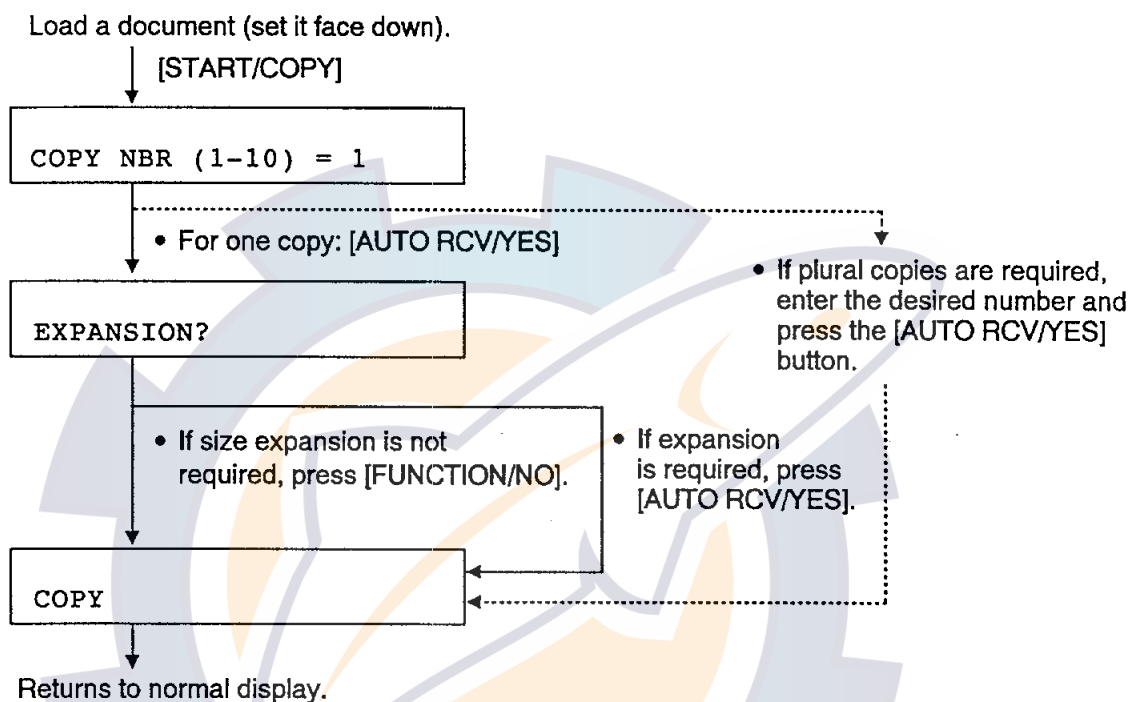 Load a document (set it face down).
[START/COPY]
COPY NBR (1-10) = 1
• For one copy: [AUTO RCV/YES]
• If plural copies are required,
enter the desired number and
press the [AUTO RCV/YES]
button.
EXPANSION?
• If size expansion is not
required, press [FUNCTION/NO].
• If expansion
is required, press
[AUTO RCV/YES].
COPY
Returns to normal display.